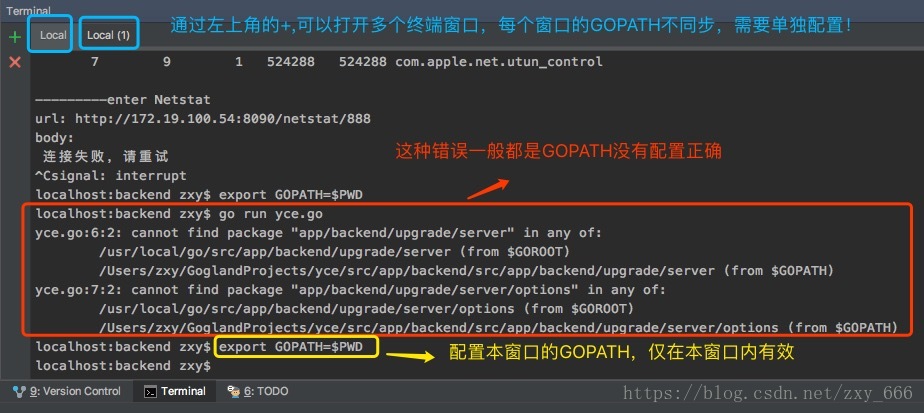 Terminal
通过左上角的+,可以打开多个终端窗口，每个窗口的GOPATH不同步，需要单独配置！
Local Local (1)
7 9 1 524288 524288 com.apple.net.utun_control
—————————enter Netstat
url: http://172.19.100.54:8090/netstat/888
body:
连接失败，请重试
这种错误一般都是GOPATH没有配置正确
^Csignal: interrupt
localhost:backend zxy$ export GOPATH=$PWD
localhost:backend zxy$ go run yce.go
yce.go:6:2: cannot find package "app/backend/upgrade/server" in any of:
/usr/local/go/src/app/backend/upgrade/server (from $GOROOT)
/Users/zxy/GoglandProjects/yce/src/app/backend/src/app/backend/upgrade/server (from $GOPATH)
yce.go:7:2: cannot find package "app/backend/upgrade/server/options" in any of:
/usr/local/go/src/app/backend/upgrade/server/options (from $GOROOT)
/Users/zxy/GoglandProjects/yce/src/app/backend/src/app/backend/upgrade/server/options (from $GOPATH)
localhost:backend zxy$ export GOPATH=$PWD
配置本窗口的GOPATH，仅在本窗口内有效
localhost:backend zxy$
9: Version Control Terminal 6: TODO
https://blog.csdn.net/zxy_666